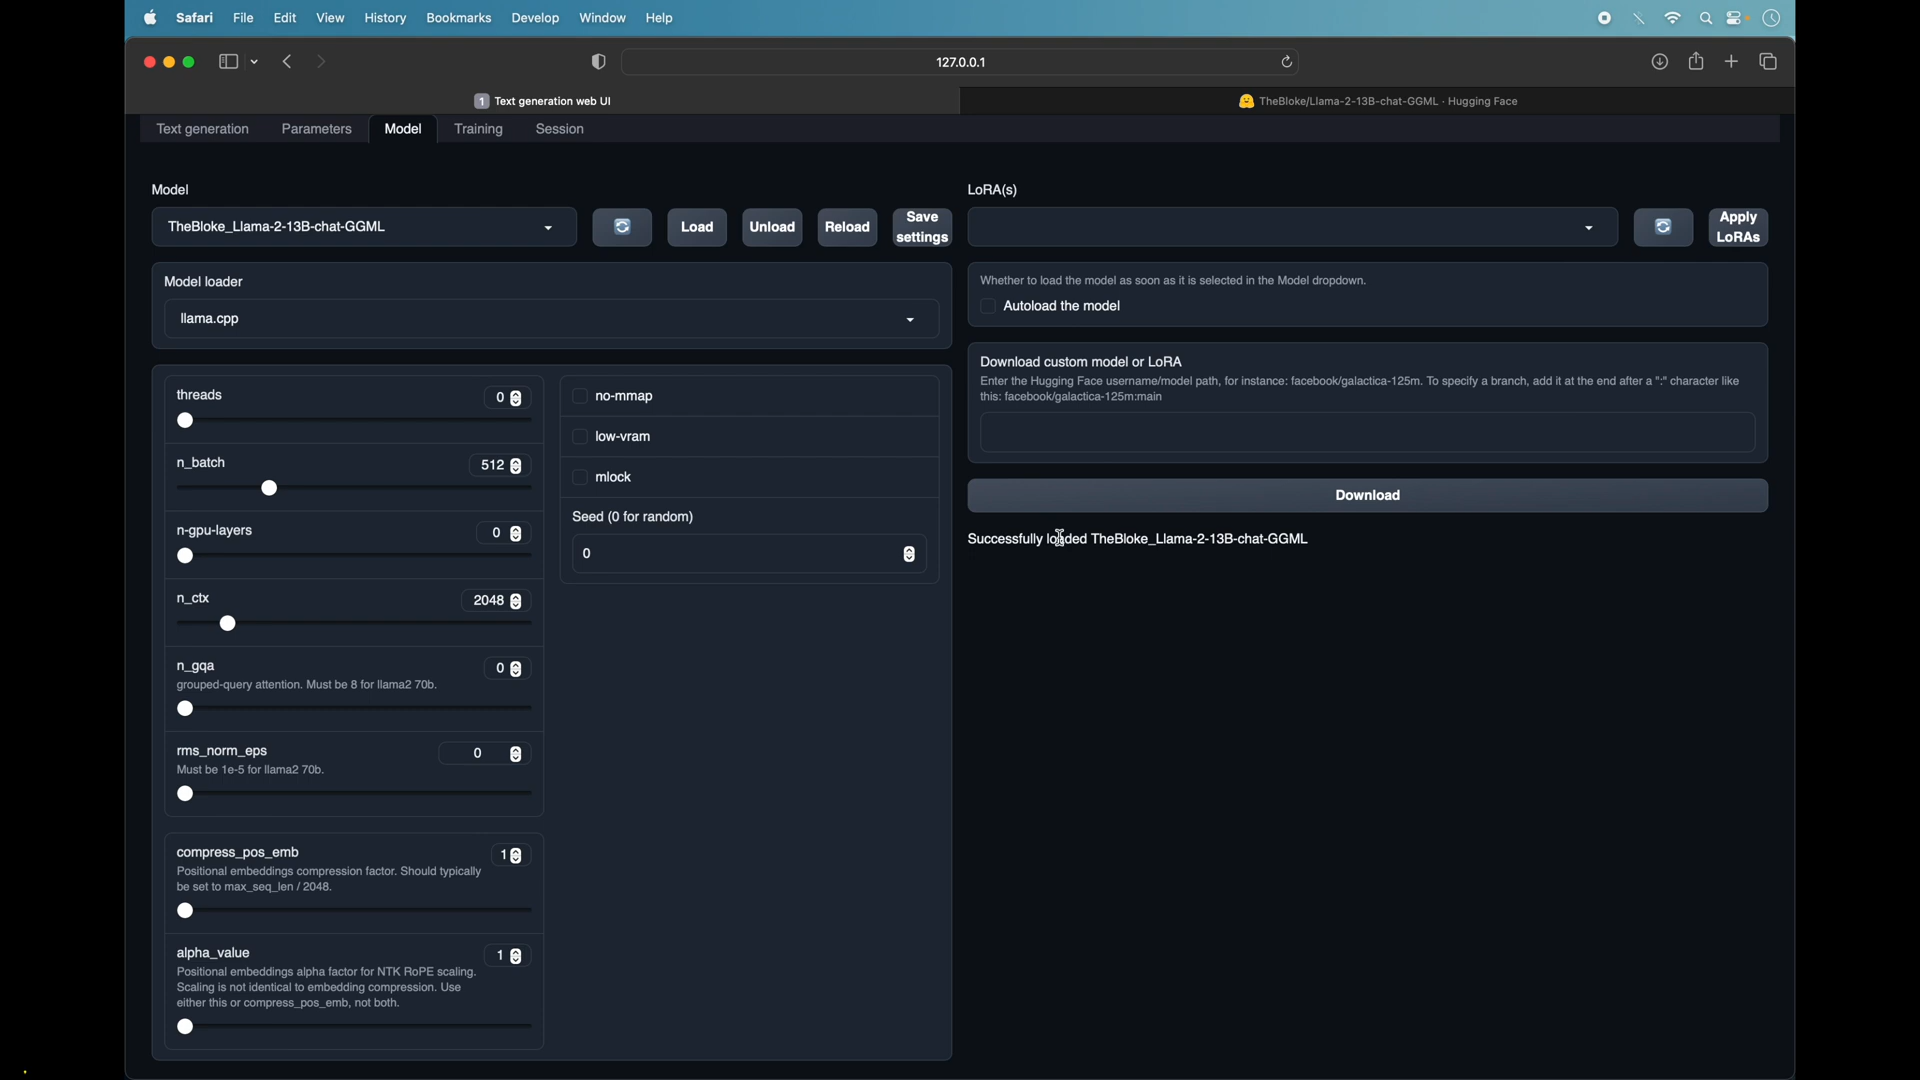 Safari File Edit View History Bookmarks Develop Window Help
127.0.0.1
1 Text generation web UI
TheBloke/Llama-2-13B-chat-GGML · Hugging Face
Text generation Parameters Model Training Session
Model
TheBloke_Llama-2-13B-chat-GGML
Load
Unload
Reload
Save
settings
Model loader
llama.cpp
threads
0
n_batch
512
n-gpu-layers
0
n_ctx
2048
n_gqa
0
grouped-query attention. Must be 8 for llama2 70b.
rms_norm_eps
0
Must be 1e-5 for llama2 70b.
compress_pos_emb
1
Positional embeddings compression factor. Should typically
be set to max_seq_len / 2048.
alpha_value
1
Positional embeddings alpha factor for NTK RoPE scaling.
Scaling is not identical to embedding compression. Use
either this or compress_pos_emb, not both.
no-mmap
low-vram
mlock
Seed (0 for random)
0
LoRA(s)
Apply
LoRAs
Whether to load the model as soon as it is selected in the Model dropdown.
Autoload the model
Download custom model or LoRA
Enter the Hugging Face username/model path, for instance: facebook/galactica-125m. To specify a branch, add it at the end after a ":" character like
this: facebook/galactica-125m:main
Download
Successfully loaded TheBloke_Llama-2-13B-chat-GGML